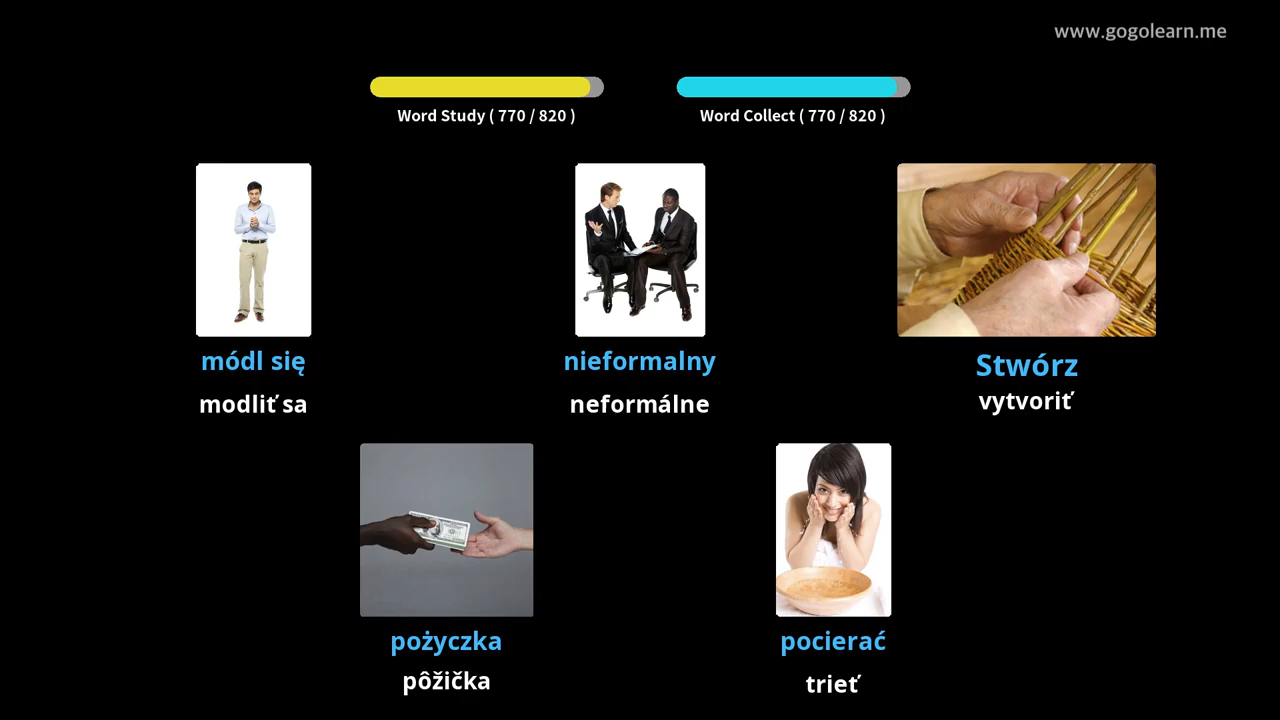 www.gogolearn.me
Word Study ( 770 / 820 )
Word Collect ( 770 / 820 )
módl się
modliť sa
nieformalny
neformálne
Stwórz
vytvoriť
pożyczka
pôžička
pocierać
trieť